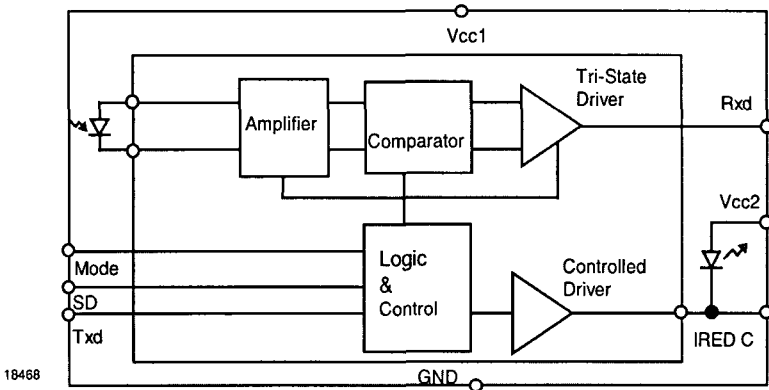 Vcc1
Tri-State
Driver
Rxd
Amplifier
Comparator
Vcc2
Mode
Logic
&
Control
Controlled
Driver
SD
Txd
IRED C
18468
GND